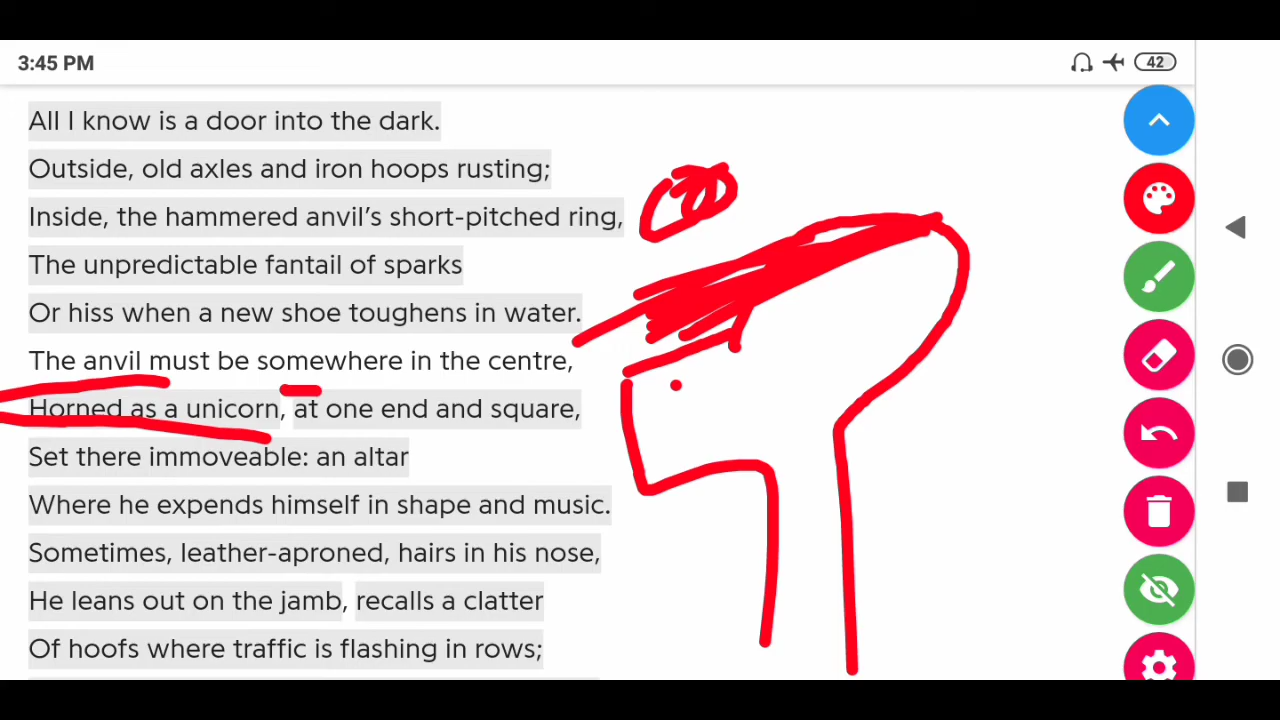 3:45 PM
42
All I know is a door into the dark.
Outside, old axles and iron hoops rusting;
Inside, the hammered anvil’s short-pitched ring,
The unpredictable fantail of sparks
Or hiss when a new shoe toughens in water.
The anvil must be somewhere in the centre,
Horned as a unicorn, at one end and square,
Set there immoveable: an altar
Where he expends himself in shape and music.
Sometimes, leather-aproned, hairs in his nose,
He leans out on the jamb, recalls a clatter
Of hoofs where traffic is flashing in rows;